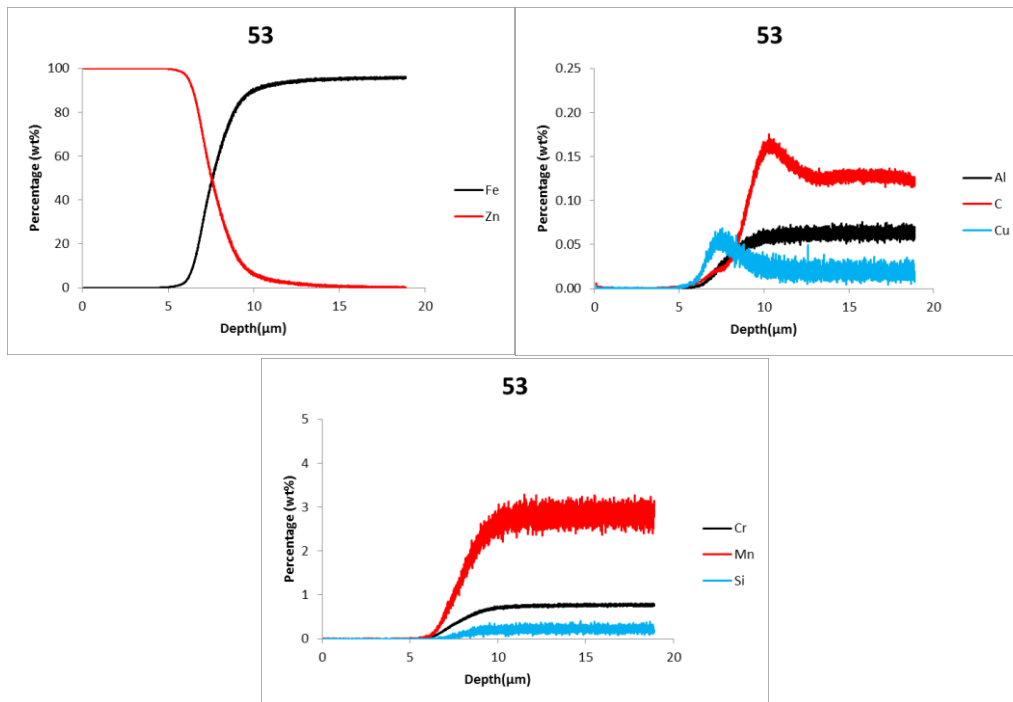 53
Percentage (wt%)
100
80
60
40
20
0
0 5 10 15 20
Depth(µm)
Fe
Zn
53
Percentage (wt%)
0.25
0.20
0.15
0.10
0.05
0.00
0 5 10 15 20
Depth(µm)
Al
C
Cu
53
Percentage (wt%)
5
4
3
2
1
0
0 5 10 15 20
Depth(µm)
Cr
Mn
Si